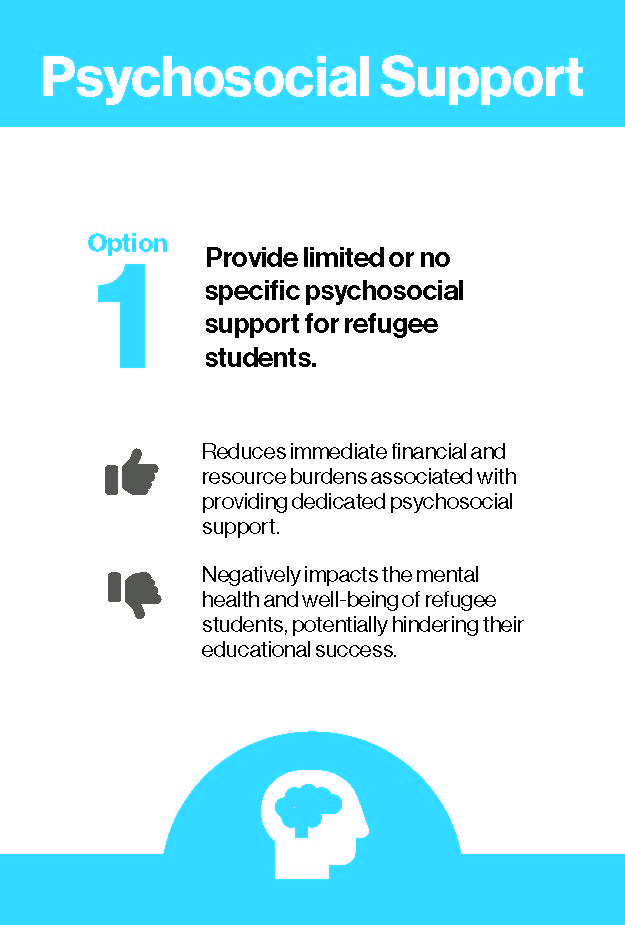 Psychosocial Support
Option
1
Provide limited or no
specific psychosocial
support for refugee
students.
Reduces immediate financial and
resource burdens associated with
providing dedicated psychosocial
support.
Negatively impacts the mental
health and well-being of refugee
students, potentially hindering their
educational success.